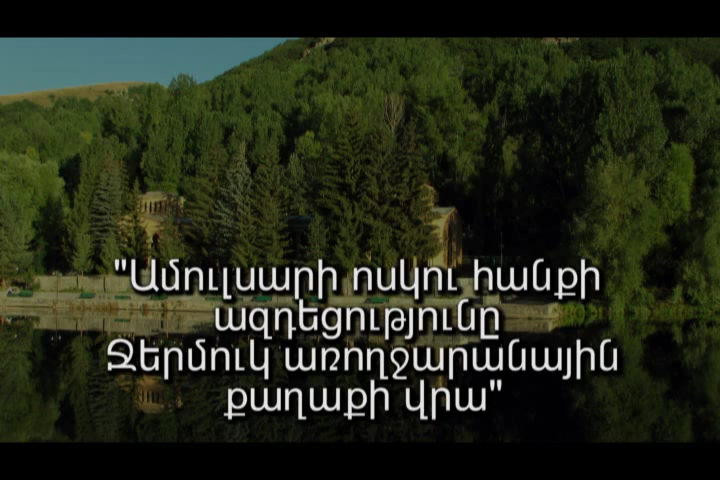 "Ամուլսարի ոսկու հանքի
ազդեցությունը
Ջերմուկ առողջարանային
քաղաքի վրա"